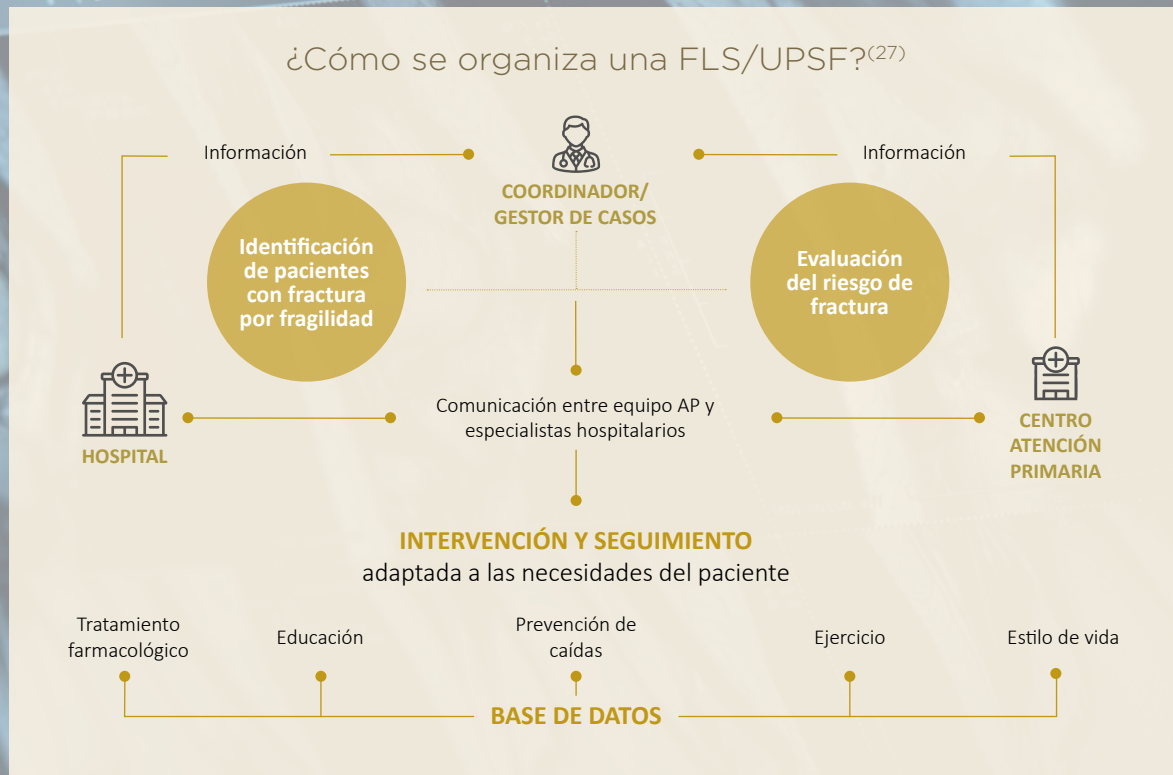 ¿Cómo se organiza una FLS/UPSF?(27)
Información
Información
COORDINADOR/
GESTOR DE CASOS
Identificación
de pacientes
con fractura
por fragilidad
Evaluación
del riesgo de
fractura
HOSPITAL
Comunicación entre equipo AP y
especialistas hospitalarios
CENTRO
ATENCIÓN
PRIMARIA
INTERVENCIÓN Y SEGUIMIENTO
adaptada a las necesidades del paciente
Tratamiento
farmacológico
Educación
Prevención de
caídas
Ejercicio
Estilo de vida
BASE DE DATOS